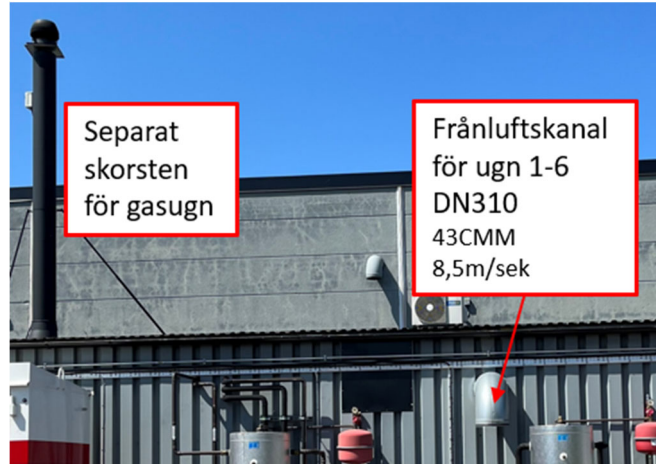 Separat
skorsten
för gasugn
Frånluftskanal
för ugn 1-6
DN310
43CMM
8,5m/sek